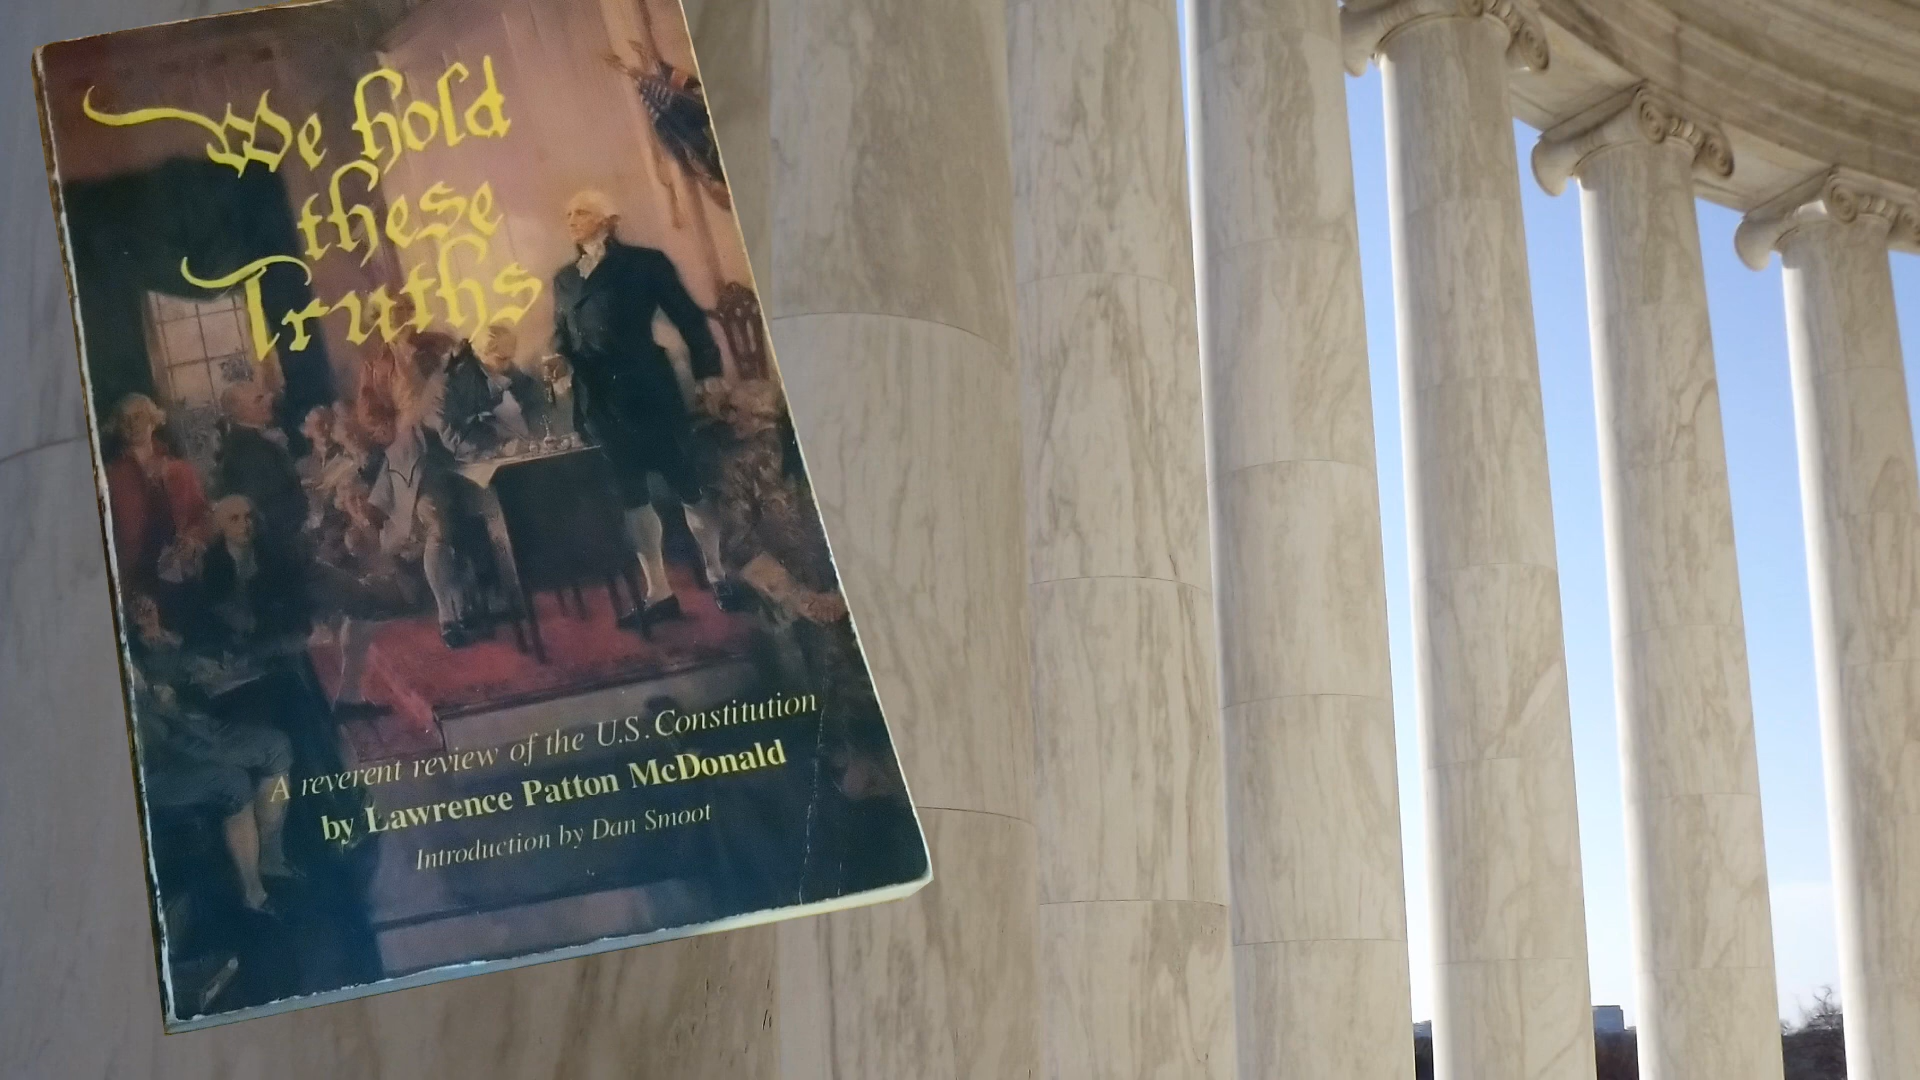 We hold
these
Truths
A reverent review of the U.S. Constitution
by Lawrence Patton McDonald
Introduction by Dan Smoot